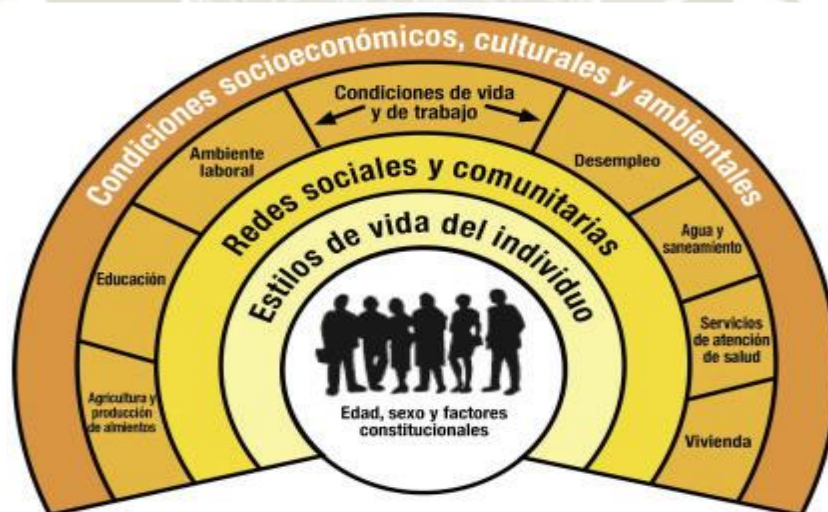 Condiciones socioeconómicos, culturales y ambientales
Condiciones de vida
y de trabajo
Ambiente
laboral
Desempleo
Educación
Agua y
saneamiento
Agricultura y
producción
de almientos
Servicios
de atención
de salud
Vivienda
Redes sociales y comunitarias
Estilos de vida del individuo
Edad, sexo y factores
constitucionales